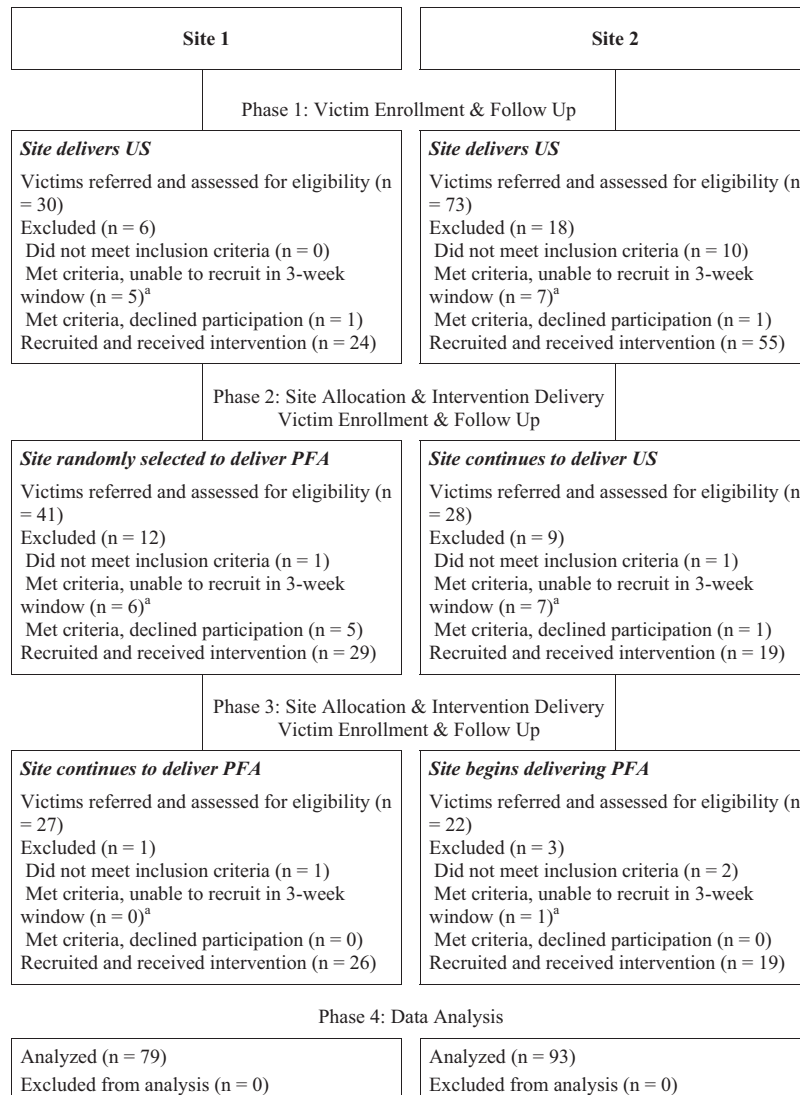 Site 1
Site 2
Phase 1: Victim Enrollment & Follow Up
Site delivers US
Victims referred and assessed for eligibility (n
= 30)
Excluded (n = 6)
Did not meet inclusion criteria (n = 0)
Met criteria, unable to recruit in 3-week
window (n = 5)a
Met criteria, declined participation (n = 1)
Recruited and received intervention (n = 24)
Site delivers US
Victims referred and assessed for eligibility (n
= 73)
Excluded (n = 18)
Did not meet inclusion criteria (n = 10)
Met criteria, unable to recruit in 3-week
window (n = 7)a
Met criteria, declined participation (n = 1)
Recruited and received intervention (n = 55)
Phase 2: Site Allocation & Intervention Delivery
Victim Enrollment & Follow Up
Site randomly selected to deliver PFA
Victims referred and assessed for eligibility (n
= 41)
Excluded (n = 12)
Did not meet inclusion criteria (n = 1)
Met criteria, unable to recruit in 3-week
window (n = 6)a
Met criteria, declined participation (n = 5)
Recruited and received intervention (n = 29)
Site continues to deliver US
Victims referred and assessed for eligibility (n
= 28)
Excluded (n = 9)
Did not meet inclusion criteria (n = 1)
Met criteria, unable to recruit in 3-week
window (n = 7)a
Met criteria, declined participation (n = 1)
Recruited and received intervention (n = 19)
Phase 3: Site Allocation & Intervention Delivery
Victim Enrollment & Follow Up
Site continues to deliver PFA
Victims referred and assessed for eligibility (n
= 27)
Excluded (n = 1)
Did not meet inclusion criteria (n = 1)
Met criteria, unable to recruit in 3-week
window (n = 0)a
Met criteria, declined participation (n = 0)
Recruited and received intervention (n = 26)
Site begins delivering PFA
Victims referred and assessed for eligibility (n
= 22)
Excluded (n = 3)
Did not meet inclusion criteria (n = 2)
Met criteria, unable to recruit in 3-week
window (n = 1)a
Met criteria, declined participation (n = 0)
Recruited and received intervention (n = 19)
Phase 4: Data Analysis
Analyzed (n = 79)
Excluded from analysis (n = 0)
Analyzed (n = 93)
Excluded from analysis (n = 0)